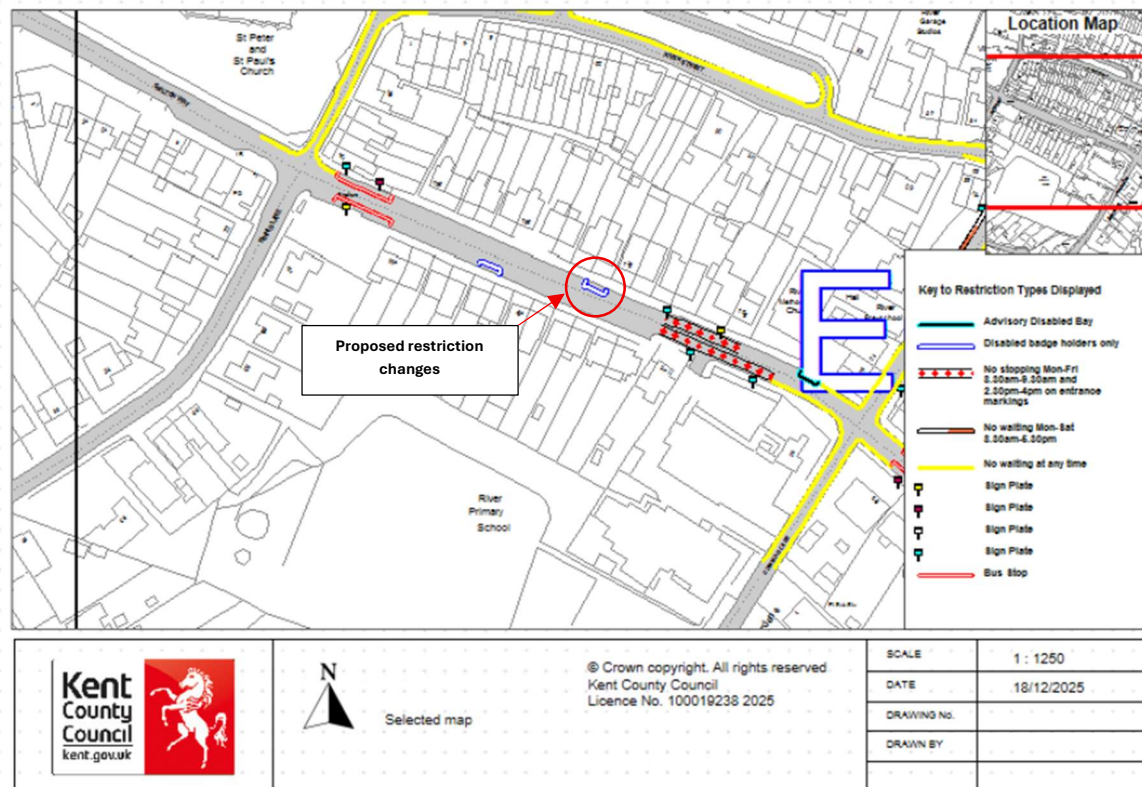 St Peter
and
St Paul's
Church
River
Garage
Studios
Location Map
Proposed restriction
changes
Hall
River
E
River
Primary
School
Key to Restriction Types Displayed
Advisory Disabled Bay
Disabled badge holders only
No stopping Mon-Fri
8.30am-9.30am and
2.30pm-4pm on entrance
markings
No waiting Mon-Sat
8.30am-6.30pm
No waiting at any time
Sign Plate
Sign Plate
Sign Plate
Sign Plate
Bus Stop
Kent
County
Council
kent.gov.uk
N
Selected map
© Crown copyright. All rights reserved
Kent County Council
Licence No. 100019238 2025
SCALE
1 : 1250
DATE
18/12/2025
DRAWING No.
DRAWN BY